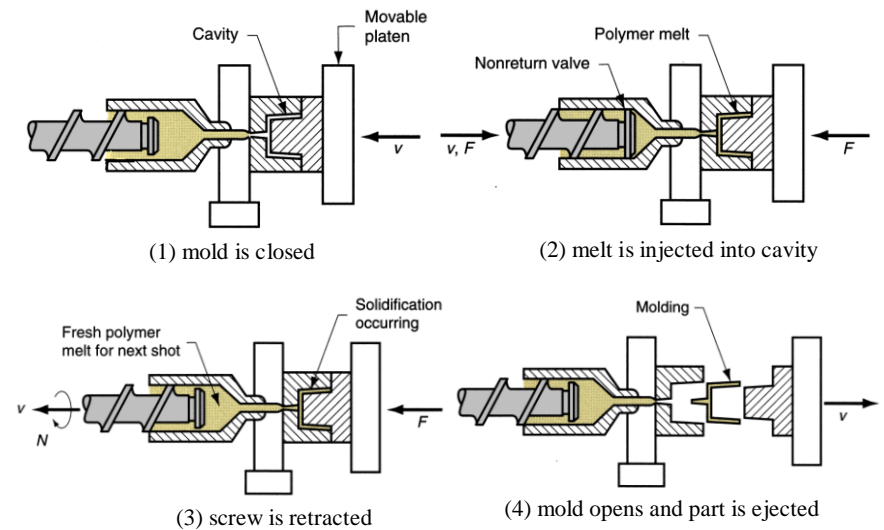 Cavity
Movable
platen
v
(1) mold is closed
Nonreturn valve
Polymer melt
v, F
F
(2) melt is injected into cavity
Fresh polymer
melt for next shot
Solidification
occurring
v
N
F
(3) screw is retracted
Molding
v
(4) mold opens and part is ejected